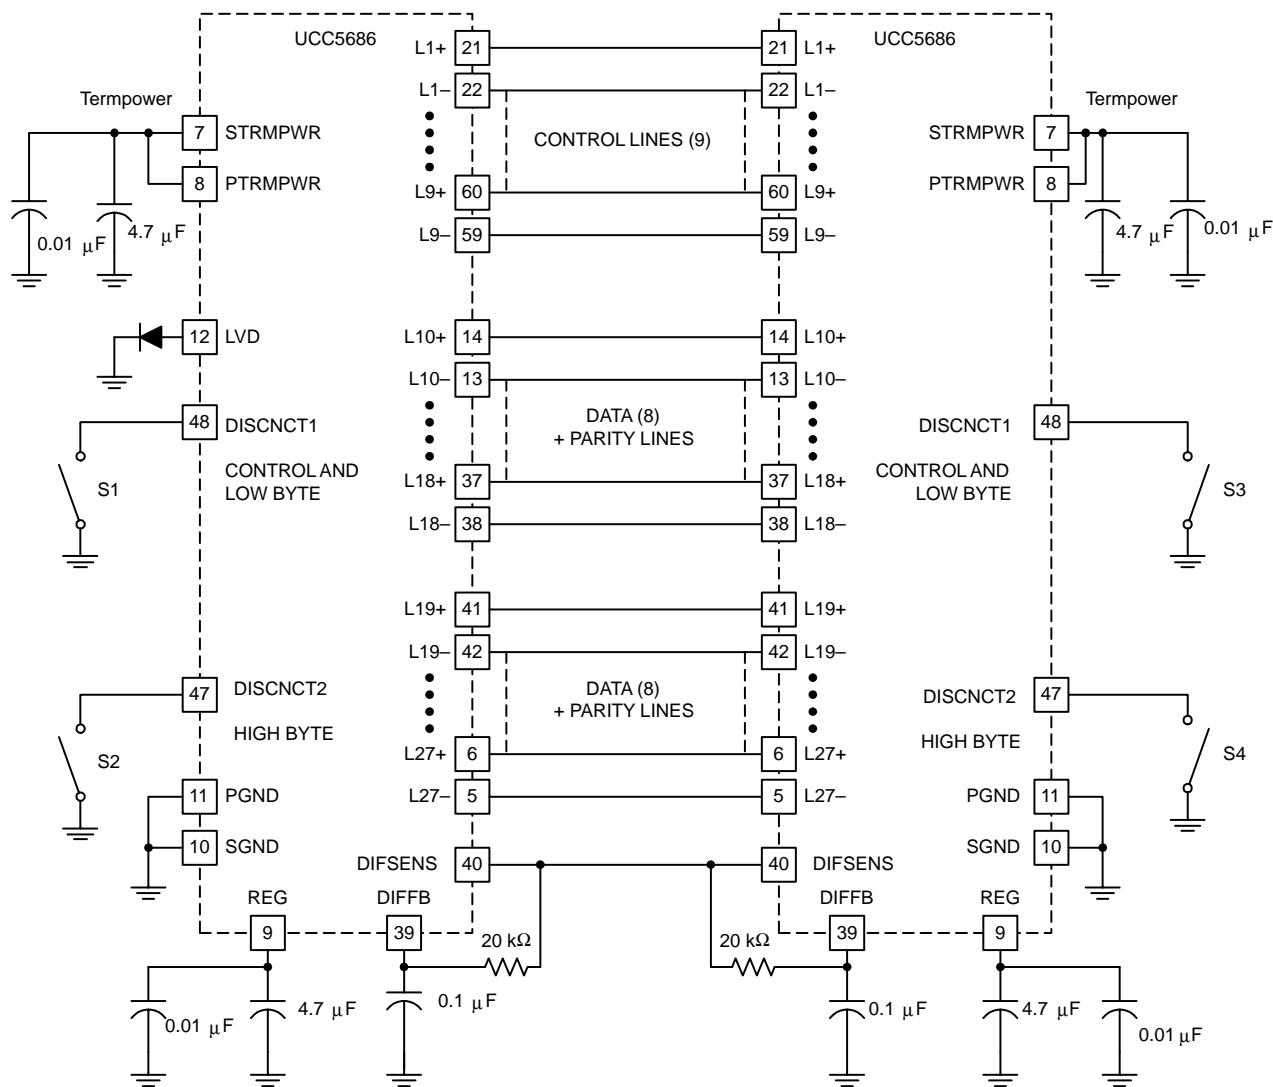 UCC5686
UCC5686
L1+ 21
21 L1+
L1– 22
22 L1–
Termpower
Termpower
7 STRMPWR
STRMPWR 7
CONTROL LINES (9)
8 PTRMPWR
PTRMPWR 8
L9+ 60
60 L9+
0.01 µF
4.7 µF
4.7 µF
0.01 µF
L9– 59
59 L9–
12 LVD
L10+ 14
14 L10+
L10– 13
13 L10–
48 DISCNCT1
DISCNCT1 48
DATA (8)
+ PARITY LINES
CONTROL AND
LOW BYTE
CONTROL AND
LOW BYTE
S1
S3
L18+ 37
37 L18+
L18– 38
38 L18–
L19+ 41
41 L19+
L19– 42
42 L19–
47 DISCNCT2
DISCNCT2 47
DATA (8)
+ PARITY LINES
HIGH BYTE
HIGH BYTE
S2
S4
L27+ 6
6 L27+
L27– 5
5 L27–
11 PGND
PGND 11
10 SGND
SGND 10
DIFSENS 40
40 DIFSENS
REG
DIFFB
DIFFB
REG
9
39
39
9
20 kΩ
20 kΩ
0.01 µF
4.7 µF
0.1 µF
0.1 µF
4.7 µF
0.01 µF